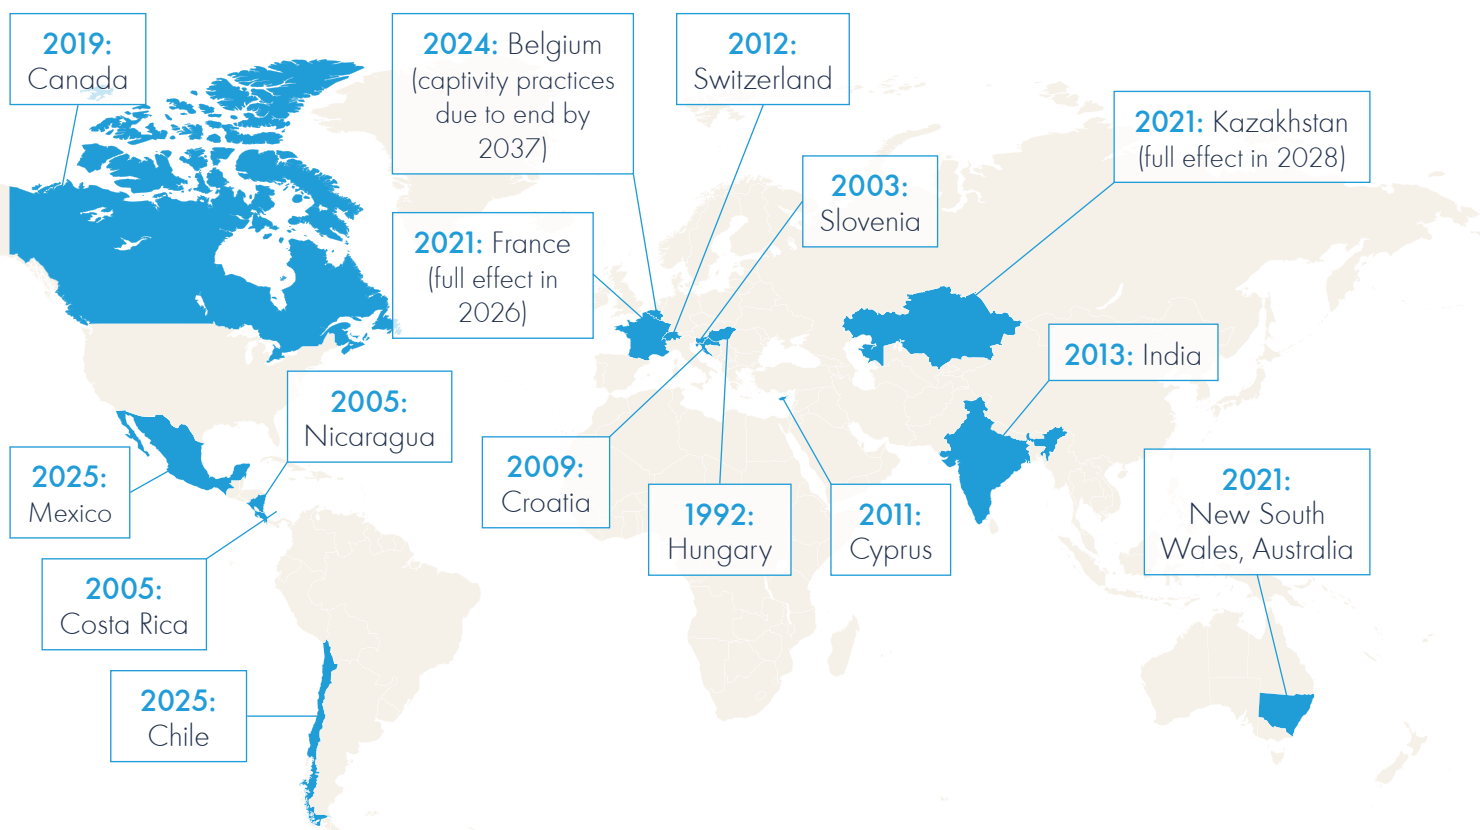 2019:
Canada
2024: Belgium
(captivity practices
due to end by
2037)
2012:
Switzerland
2021: Kazakhstan
(full effect in 2028)
2003:
Slovenia
2021: France
(full effect in
2026)
2013: India
2005:
Nicaragua
2025:
Mexico
2009:
Croatia
1992:
Hungary
2011:
Cyprus
2021:
New South
Wales, Australia
2005:
Costa Rica
2025:
Chile